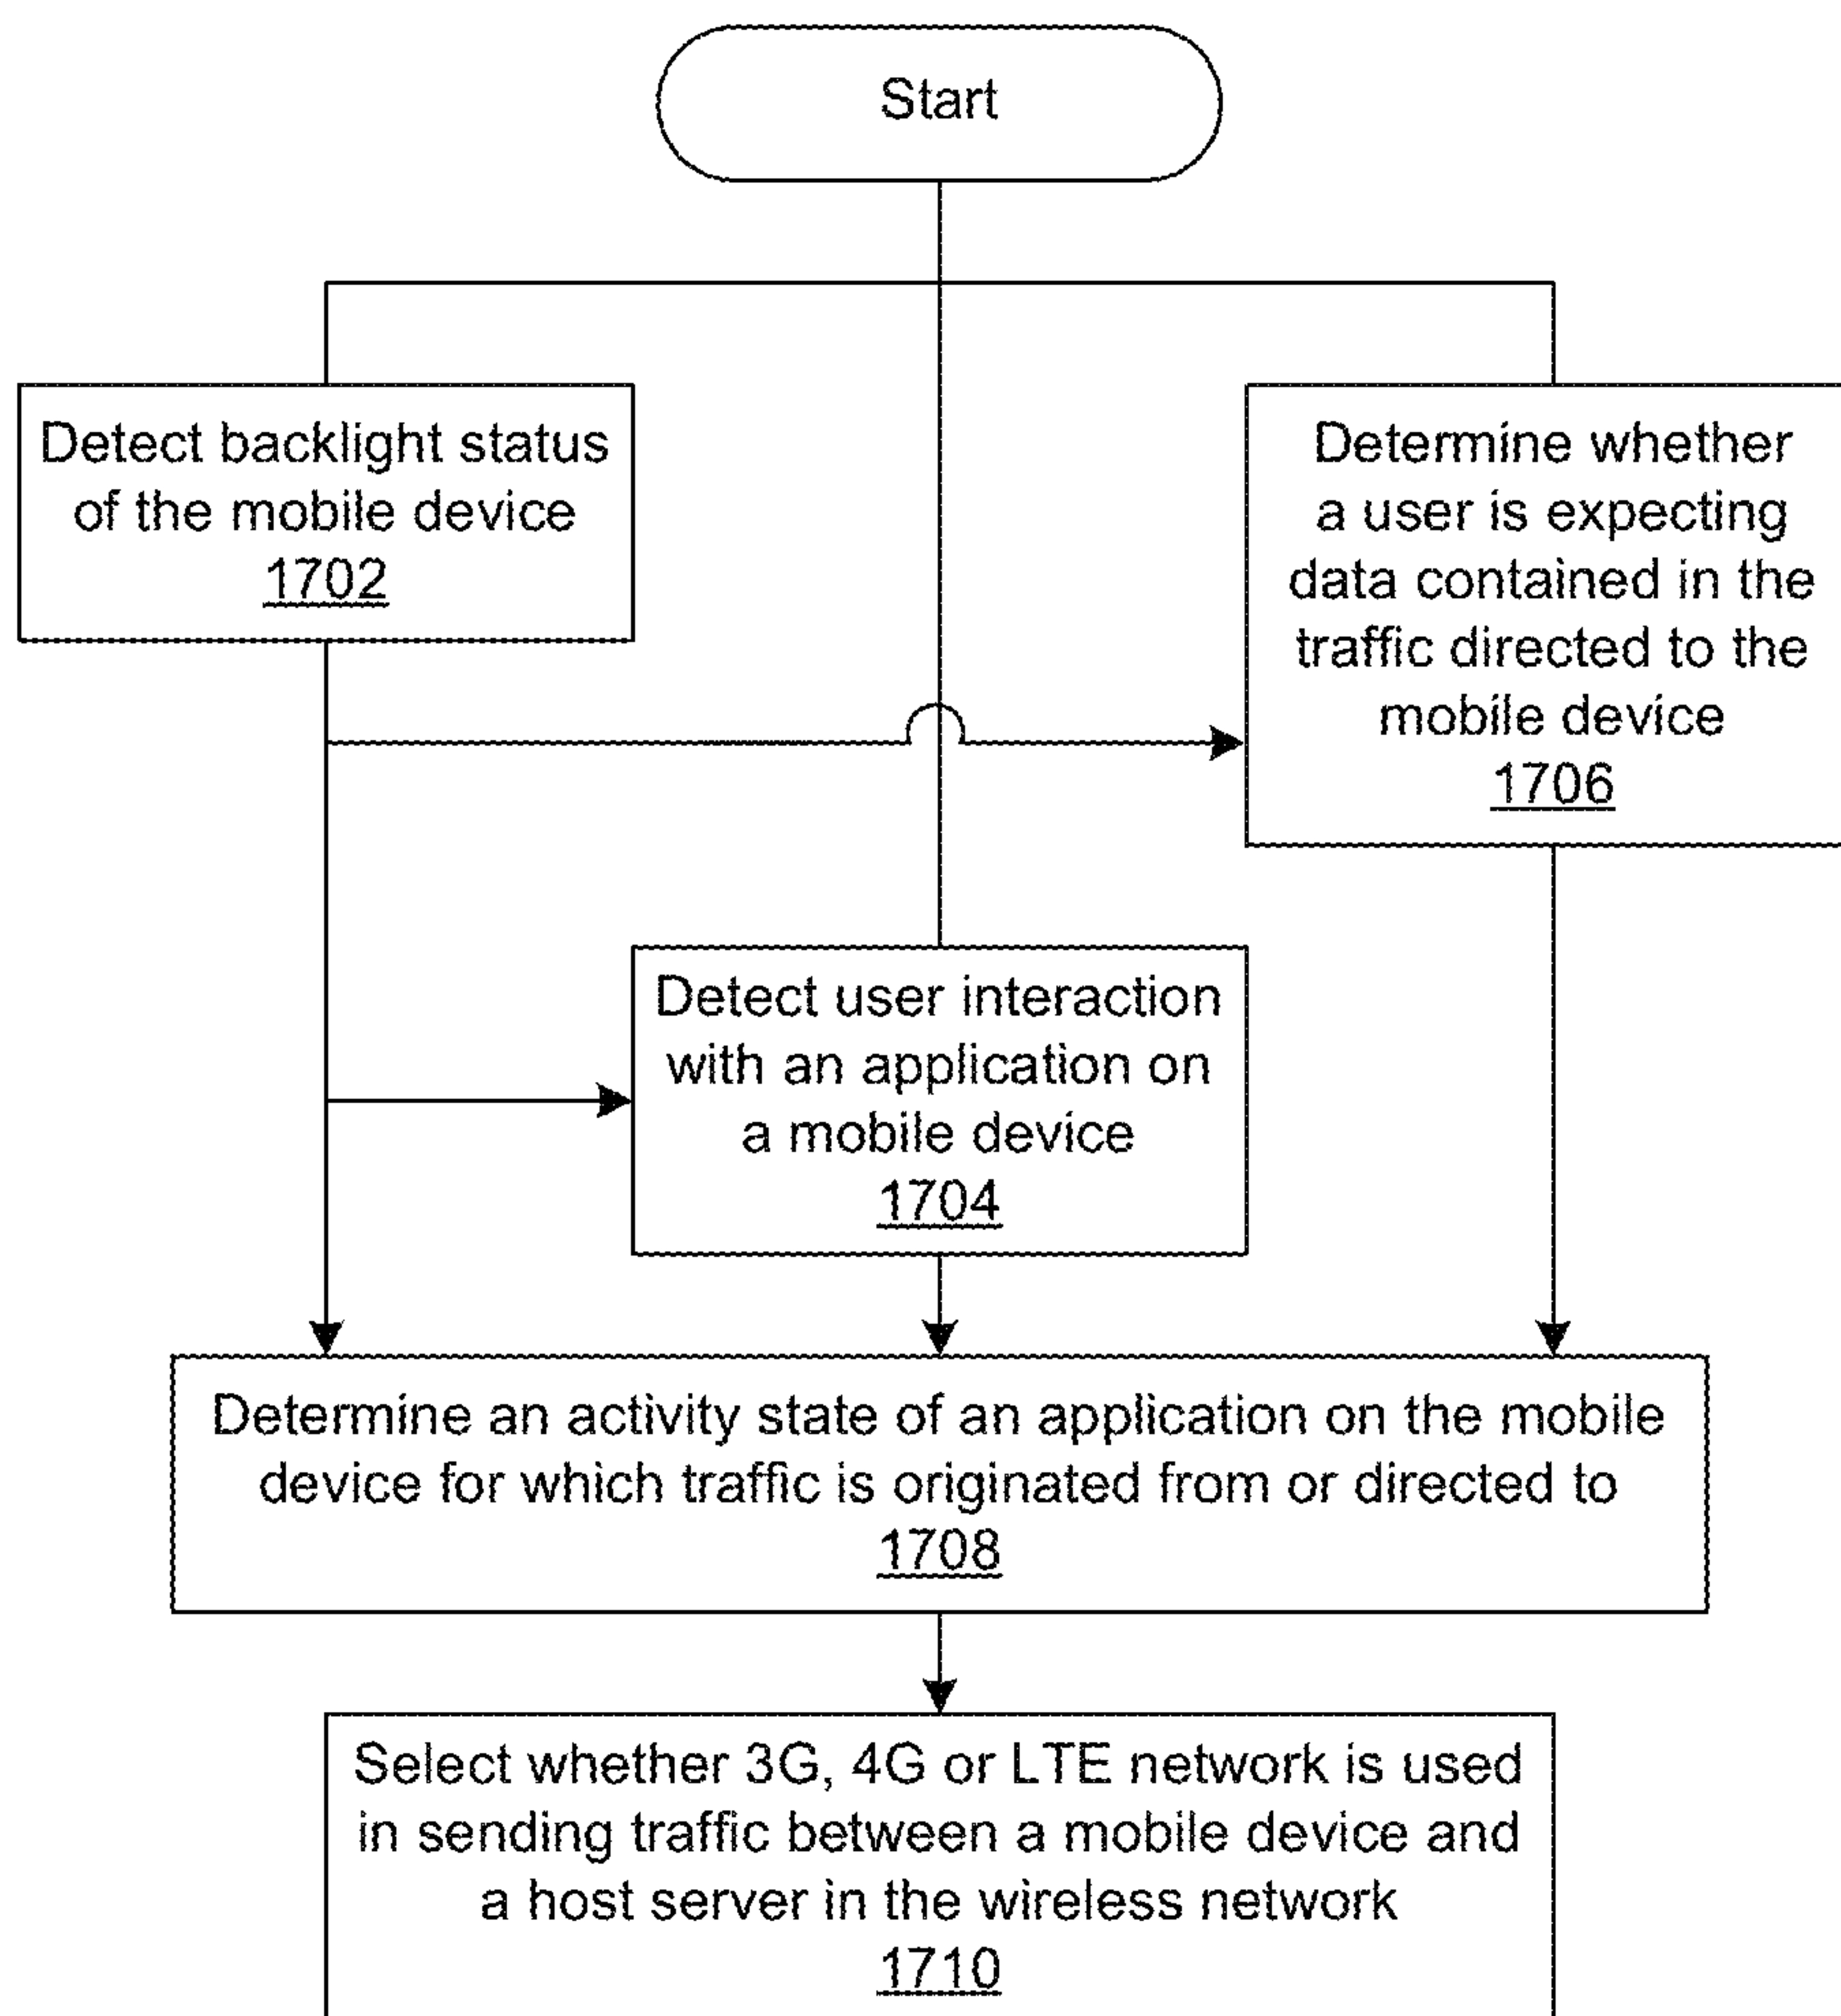 Start
Detect backlight status
of the mobile device
1702
Determine whether
a user is expecting
data contained in the
traffic directed to the
mobile device
1706
Detect user interaction
with an application on
a mobile device
1704
Determine an activity state of an application on the mobile
device for which traffic is originated from or directed to
1708
Select whether 3G, 4G or LTE network is used
in sending traffic between a mobile device and
a host server in the wireless network
1710